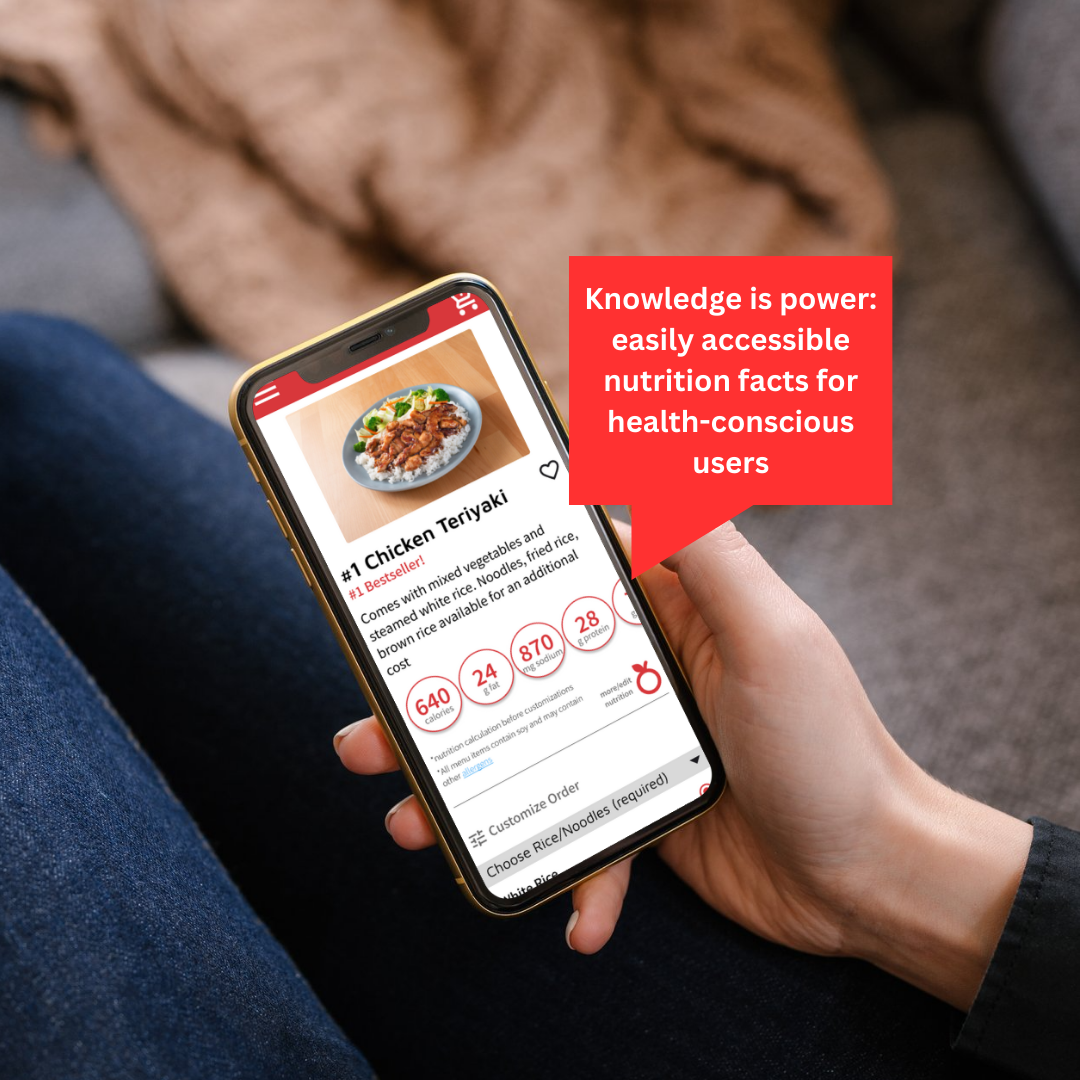 Knowledge is power:
easily accessible
nutrition facts for
health-conscious
users
#1 Chicken Teriyaki
#1 Bestseller!
Comes with mixed vegetables and
steamed white rice. Noodles, fried rice,
brown rice available for an additional
cost
640
calories
24
g fat
870
mg sodium
28
g protein
*nutrition calculation before customizations
*All menu items contain soy and may contain
other allergens
more/edit
nutrition
Customize Order
Choose Rice/Noodles (required)
White Rice